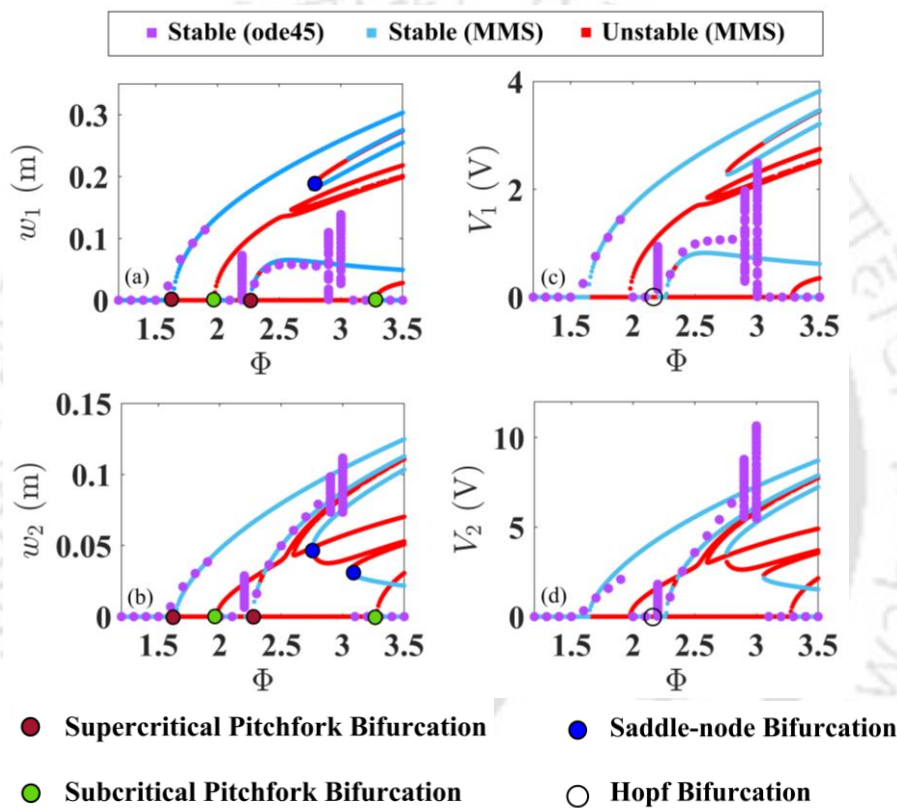 Stable (ode45) Stable (MMS) Unstable (MMS)
0.3
0.2
0.1
0
w₁ (m)
(a)
1.5 2 2.5 3 3.5
Φ
4
2
0
V₁ (V)
(c)
1.5 2 2.5 3 3.5
Φ
0.15
0.1
0.05
0
w₂ (m)
(b)
1.5 2 2.5 3 3.5
Φ
10
5
0
V₂ (V)
(d)
1.5 2 2.5 3 3.5
Φ
Supercritical Pitchfork Bifurcation Saddle-node Bifurcation
Subcritical Pitchfork Bifurcation Hopf Bifurcation